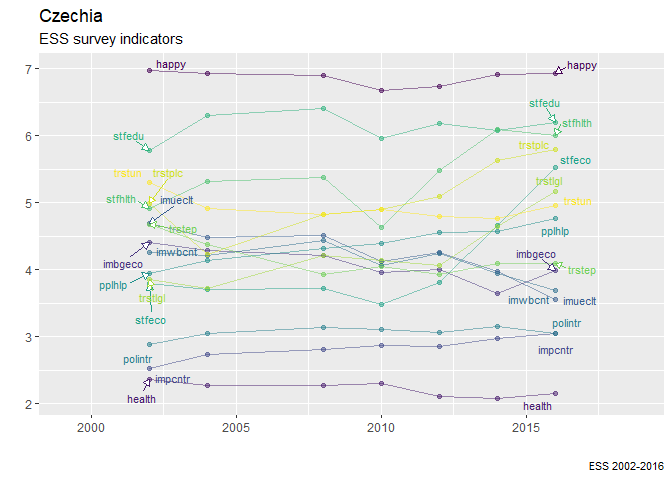 Czechia
ESS survey indicators
7
happy
happy
stfedu
6
stfedu
stfhlth
trstplc
stfeco
trstun
trstplc
trstlgl
5
stfhlth
imueclt
trstun
trstep
pplhlp
imbgeco
imwbcnt
imbgeco
4
trstep
pplhlp
trstlgl
imwbcnt
imueclt
stfeco
polintr
3
impcntr
polintr
impcntr
health
health
2
2000
2005
2010
2015
ESS 2002-2016